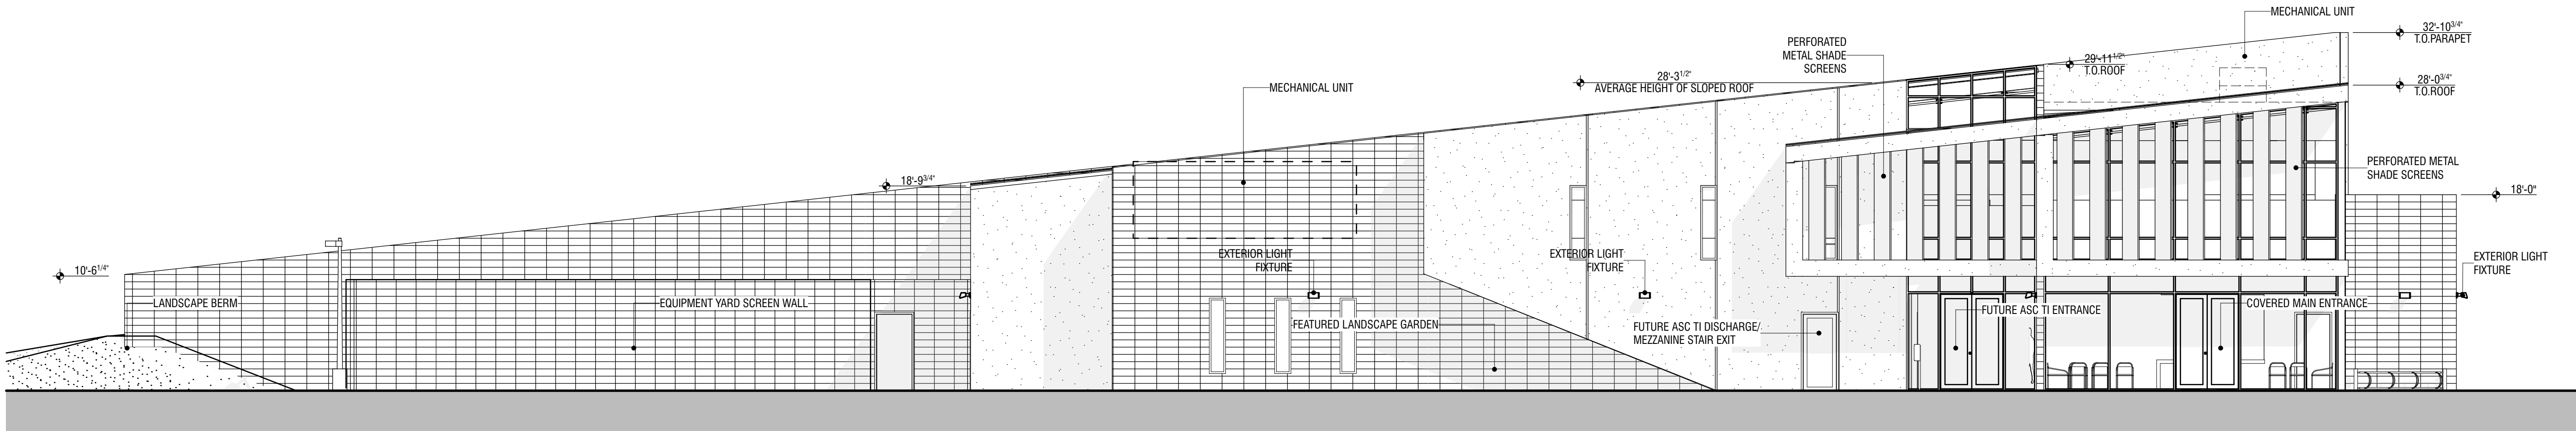 MECHANICAL UNIT
32'-10 3/4"
T.O.PARAPET
PERFORATED
METAL SHADE
SCREENS
29'-11 1/2"
T.O.ROOF
28'-3 1/2"
AVERAGE HEIGHT OF SLOPED ROOF
28'-0 3/4"
T.O.ROOF
MECHANICAL UNIT
PERFORATED METAL
SHADE SCREENS
18'-9 3/4"
18'-0"
EXTERIOR LIGHT
FIXTURE
EXTERIOR LIGHT
FIXTURE
EXTERIOR LIGHT
FIXTURE
10'-6 1/4"
LANDSCAPE BERM
EQUIPMENT YARD SCREEN WALL
COVERED MAIN ENTRANCE
FUTURE ASC TI ENTRANCE
FEATURED LANDSCAPE GARDEN
FUTURE ASC TI DISCHARGE/
MEZZANINE STAIR EXIT